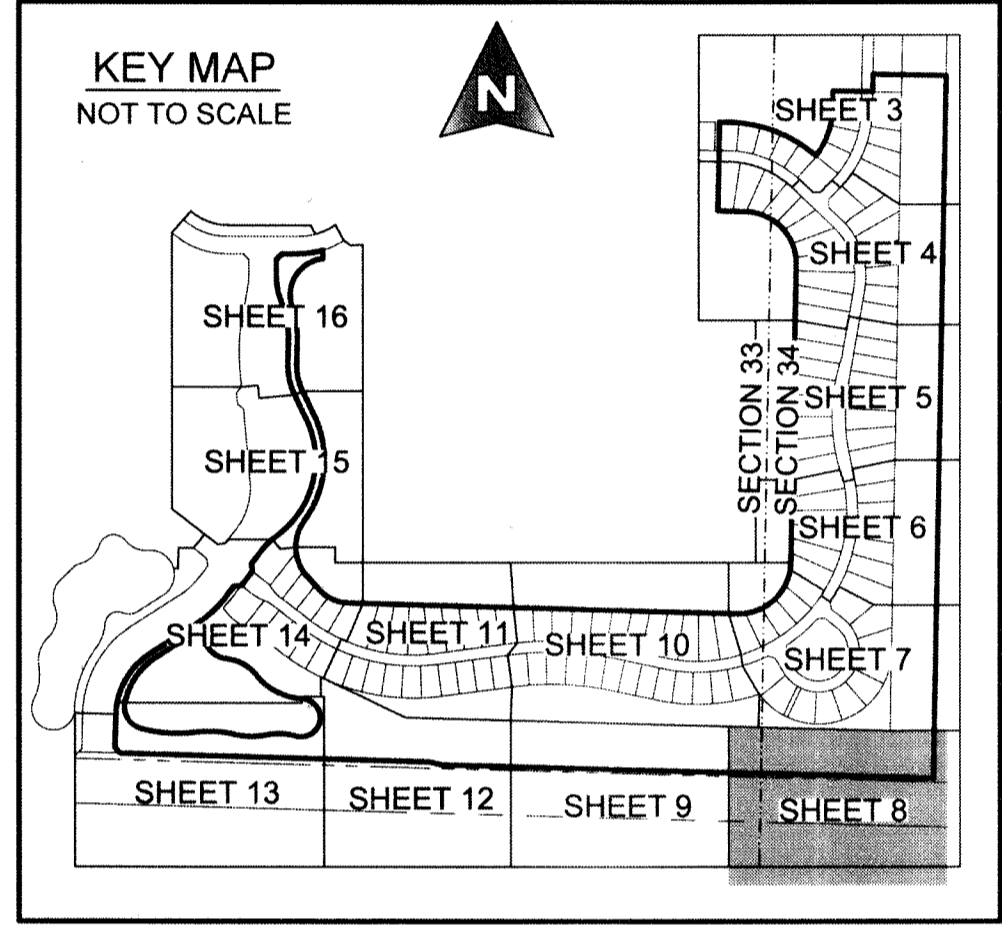 KEY MAP
NOT TO SCALE
N
SHEET 3
SHEET 4
SHEET 16
SECTION 33
SECTION 34
SHEET 5
SHEET 15
SHEET 6
SHEET 14
SHEET 11
SHEET 10
SHEET 7
SHEET 13
SHEET 12
SHEET 9
SHEET 8